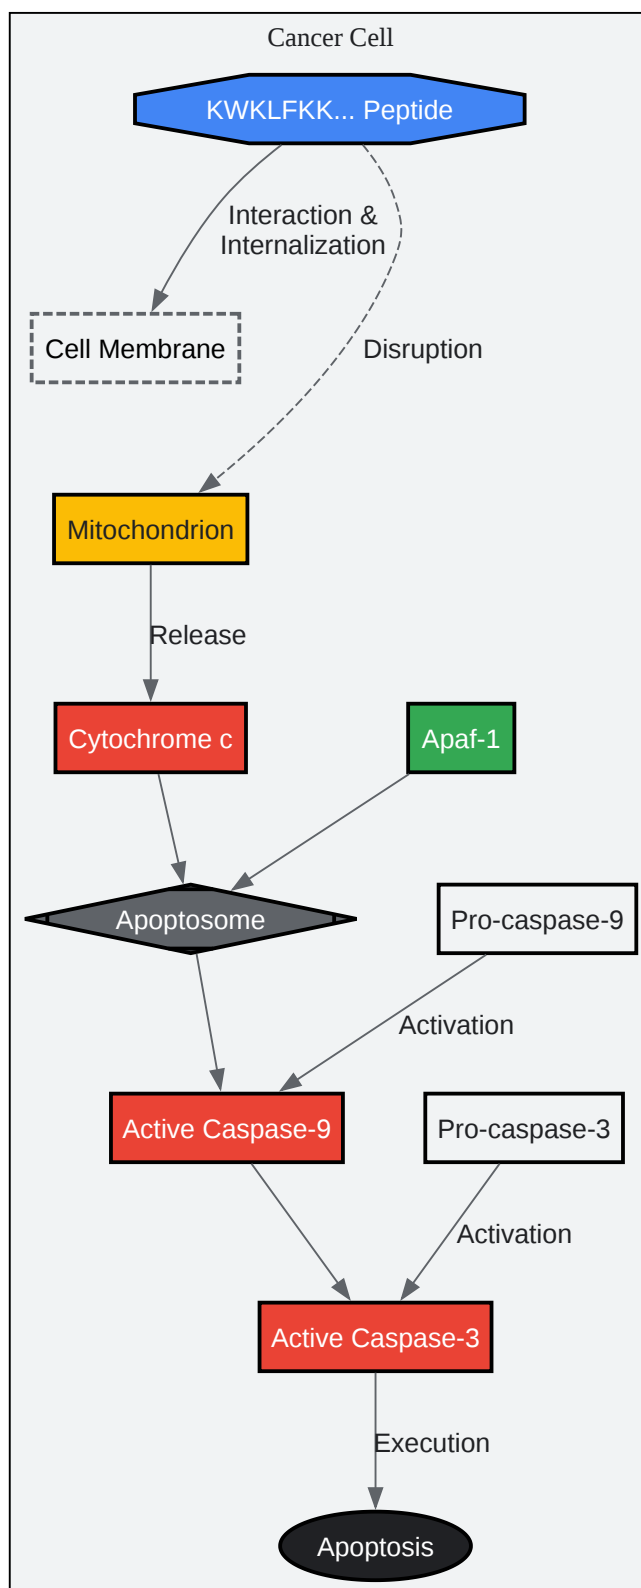 Cancer Cell
KWKLFKK... Peptide
Interaction &
Internalization
Cell Membrane
Disruption
Mitochondrion
Release
Cytochrome c
Apaf-1
Apoptosome
Pro-caspase-9
Activation
Active Caspase-9
Pro-caspase-3
Activation
Active Caspase-3
Execution
Apoptosis